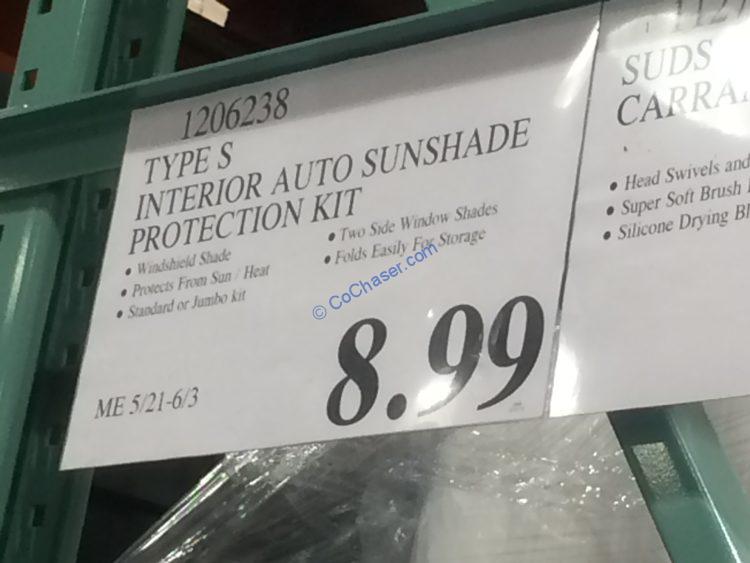 1206238
TYPE S
INTERIOR AUTO SUNSHADE
PROTECTION KIT
• Windshield Shade
• Protects From Sun / Heat
• Standard or Jumbo kit
• Two Side Window Shades
• Folds Easily For Storage
© CoChaser.com
ME 5/21-6/3
8.99
SUDS
• Head Swivels and
• Super Soft Brush
• Silicone Drying